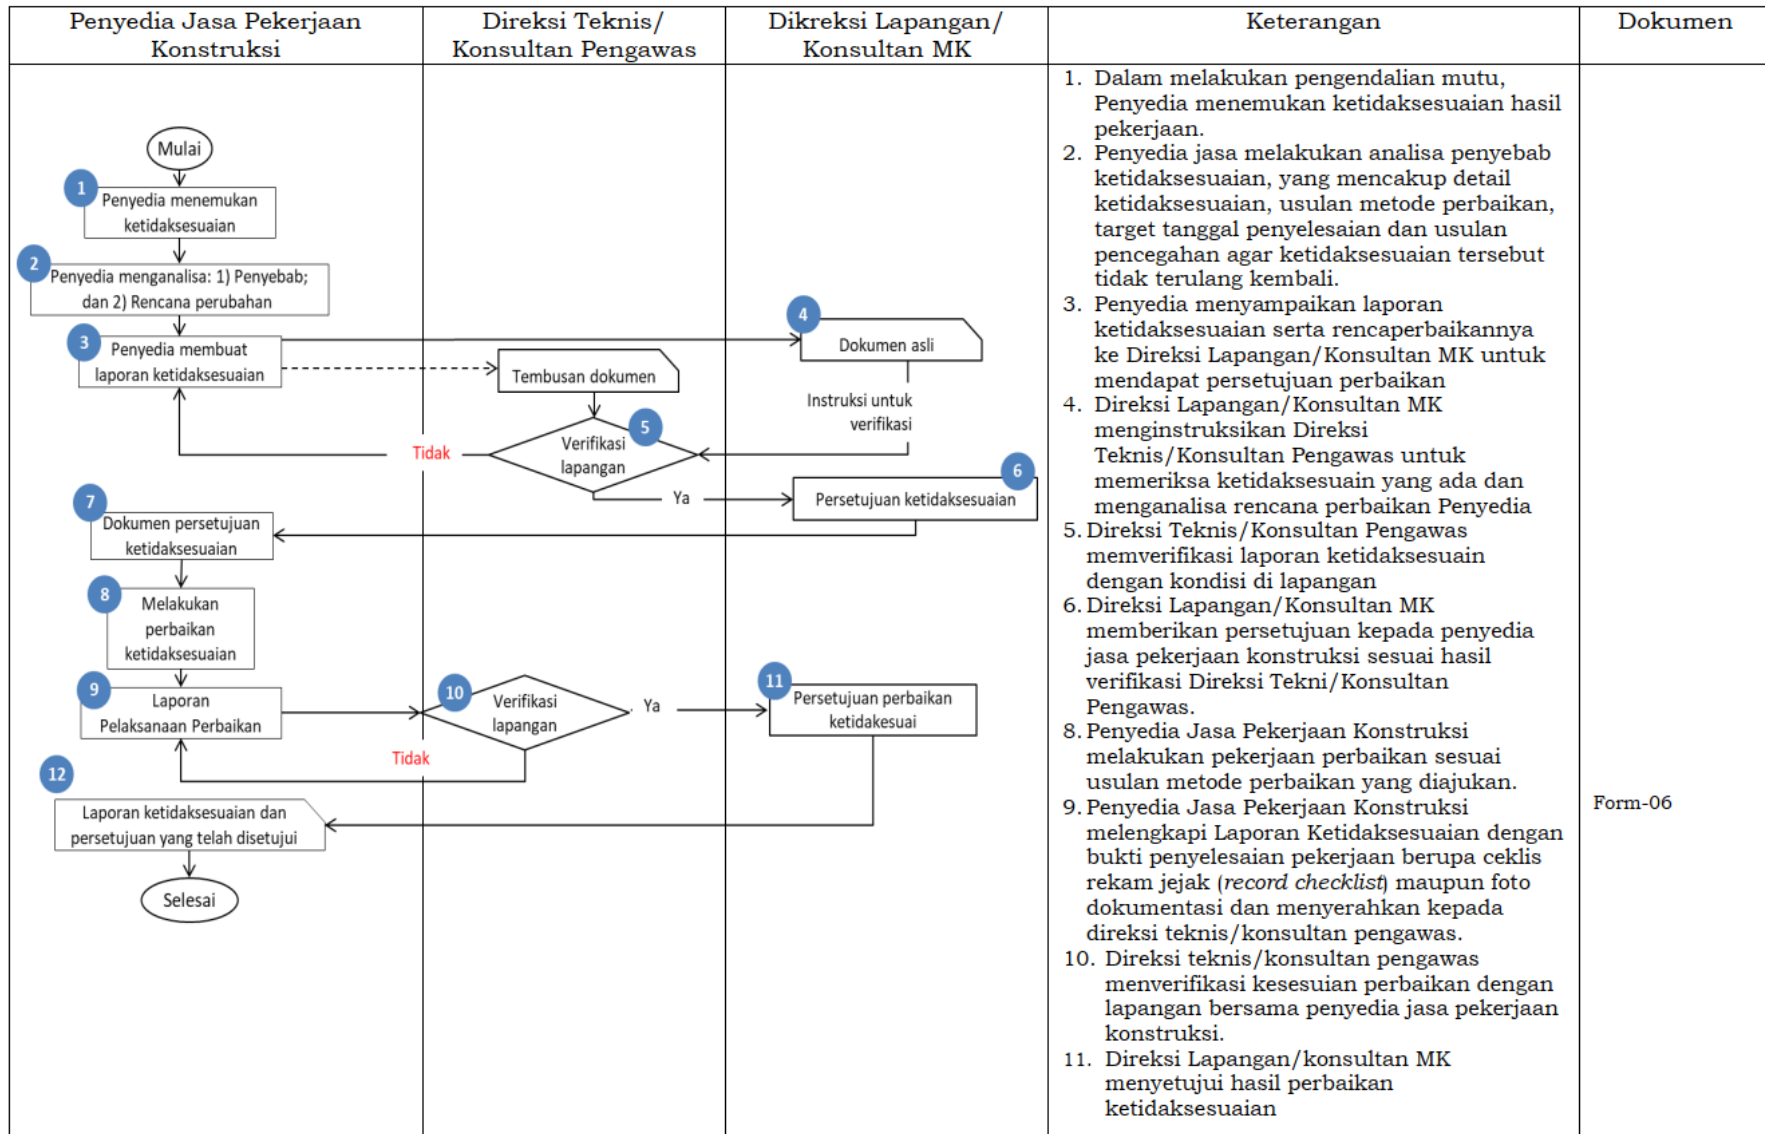 Penyedia Jasa Pekerjaan
Konstruksi
Direksi Teknis/
Konsultan Pengawas
Dikreksi Lapangan/
Konsultan MK
Keterangan
Dokumen
Mulai
1
Penyedia menemukan
ketidaksesuaian
2
Penyedia menganalisa: 1) Penyebab;
dan 2) Rencana perubahan
3
Penyedia membuat
laporan ketidaksesuaian
Tembusan dokumen
4
Dokumen asli
Instruksi untuk
verifikasi
5
Verifikasi
lapangan
Tidak
Ya
6
Persetujuan ketidaksesuaian
7
Dokumen persetujuan
ketidaksesuaian
8
Melakukan
perbaikan
ketidaksesuaian
9
Laporan
Pelaksanaan Perbaikan
10
Verifikasi
lapangan
Ya
Tidak
11
Persetujuan perbaikan
ketidakesuai
12
Laporan ketidaksesuaian dan
persetujuan yang telah disetujui
Selesai
1. Dalam melakukan pengendalian mutu,
Penyedia menemukan ketidaksesuaian hasil
pekerjaan.
2. Penyedia jasa melakukan analisa penyebab
ketidaksesuaian, yang mencakup detail
ketidaksesuaian, usulan metode perbaikan,
target tanggal penyelesaian dan usulan
pencegahan agar ketidaksesuaian tersebut
tidak terulang kembali.
3. Penyedia menyampaikan laporan
ketidaksesuaian serta rencaperbaikannya
ke Direksi Lapangan/Konsultan MK untuk
mendapat persetujuan perbaikan
4. Direksi Lapangan/Konsultan MK
menginstruksikan Direksi
Teknis/Konsultan Pengawas untuk
memeriksa ketidaksesuain yang ada dan
menganalisa rencana perbaikan Penyedia
5. Direksi Teknis/Konsultan Pengawas
memverifikasi laporan ketidaksesuain
dengan kondisi di lapangan
6. Direksi Lapangan/Konsultan MK
memberikan persetujuan kepada penyedia
jasa pekerjaan konstruksi sesuai hasil
verifikasi Direksi Tekni/Konsultan
Pengawas.
8. Penyedia Jasa Pekerjaan Konstruksi
melakukan pekerjaan perbaikan sesuai
usulan metode perbaikan yang diajukan.
9. Penyedia Jasa Pekerjaan Konstruksi
melengkapi Laporan Ketidaksesuaian dengan
bukti penyelesaian pekerjaan berupa ceklis
rekam jejak (record checklist) maupun foto
dokumentasi dan menyerahkan kepada
direksi teknis/konsultan pengawas.
10. Direksi teknis/konsultan pengawas
menverifikasi kesesuian perbaikan dengan
lapangan bersama penyedia jasa pekerjaan
konstruksi.
11. Direksi Lapangan/konsultan MK
menyetujui hasil perbaikan
ketidaksesuaian
Form-06